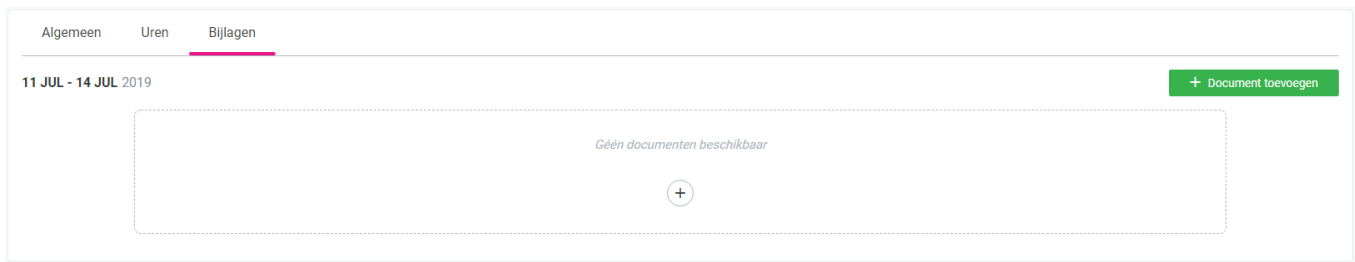 Algemeen Uren Bijlagen
11 JUL - 14 JUL 2019 + Document toevoegen
Géén documenten beschikbaar
+